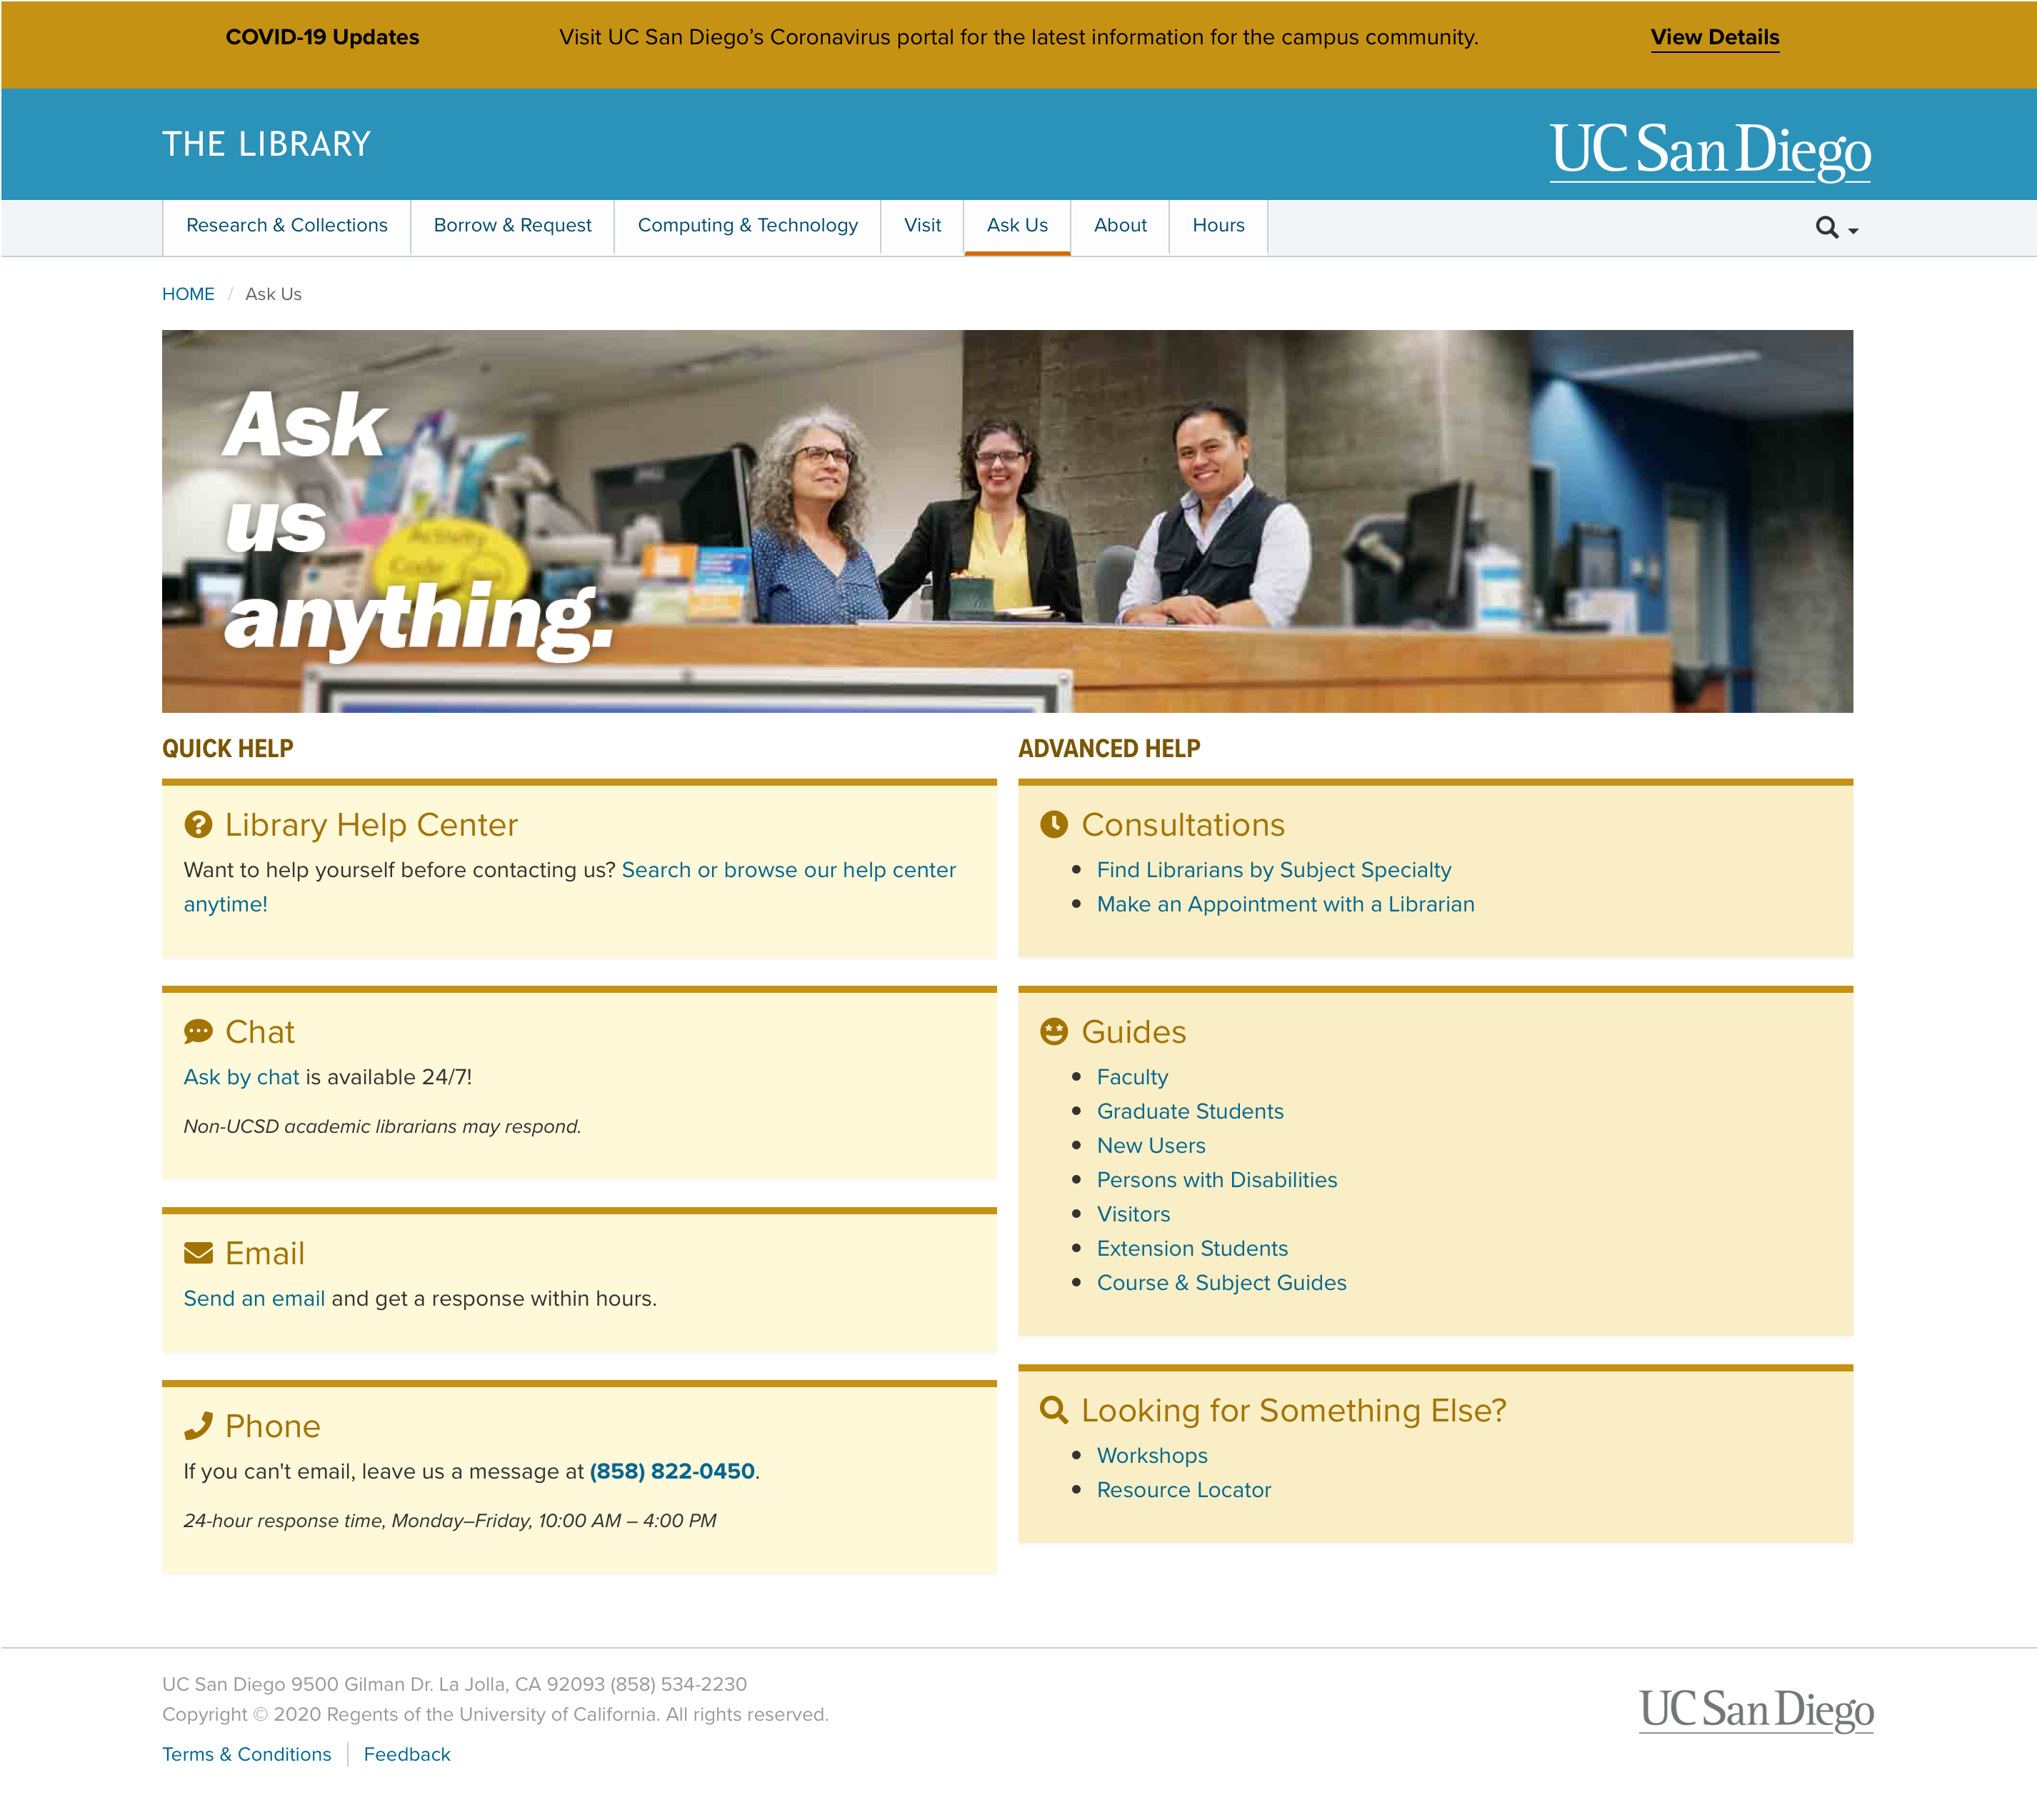 COVID-19 Updates
Visit UC San Diego’s Coronavirus portal for the latest information for the campus community.
View Details
THE LIBRARY
UC San Diego
Research & Collections
Borrow & Request
Computing & Technology
Visit
Ask Us
About
Hours
HOME / Ask Us
Ask
us
anything.
Activity
Code
QUICK HELP
Library Help Center
Want to help yourself before contacting us? Search or browse our help center
anytime!
Chat
Ask by chat is available 24/7!
Non-UCSD academic librarians may respond.
Email
Send an email and get a response within hours.
Phone
If you can't email, leave us a message at (858) 822-0450.
24-hour response time, Monday–Friday, 10:00 AM – 4:00 PM
ADVANCED HELP
Consultations
Find Librarians by Subject Specialty
Make an Appointment with a Librarian
Guides
Faculty
Graduate Students
New Users
Persons with Disabilities
Visitors
Extension Students
Course & Subject Guides
Looking for Something Else?
Workshops
Resource Locator
UC San Diego 9500 Gilman Dr. La Jolla, CA 92093 (858) 534-2230
Copyright © 2020 Regents of the University of California. All rights reserved.
Terms & Conditions
Feedback
UC San Diego